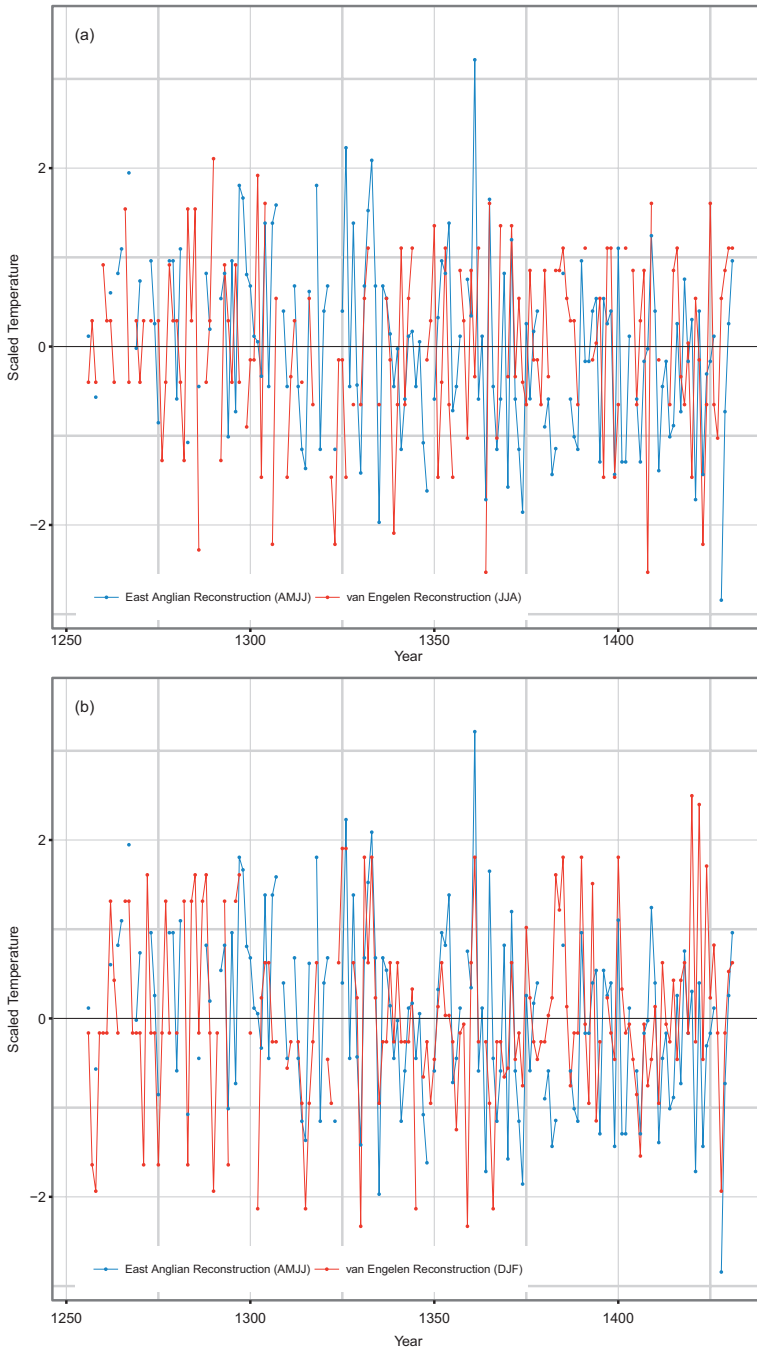 (a)
2
0
−2
Scaled Temperature
East Anglian Reconstruction (AMJJ) van Engelen Reconstruction (JJA)
1250 1300 1350 1400
Year
(b)
2
0
−2
Scaled Temperature
East Anglian Reconstruction (AMJJ) van Engelen Reconstruction (DJF)
1250 1300 1350 1400
Year